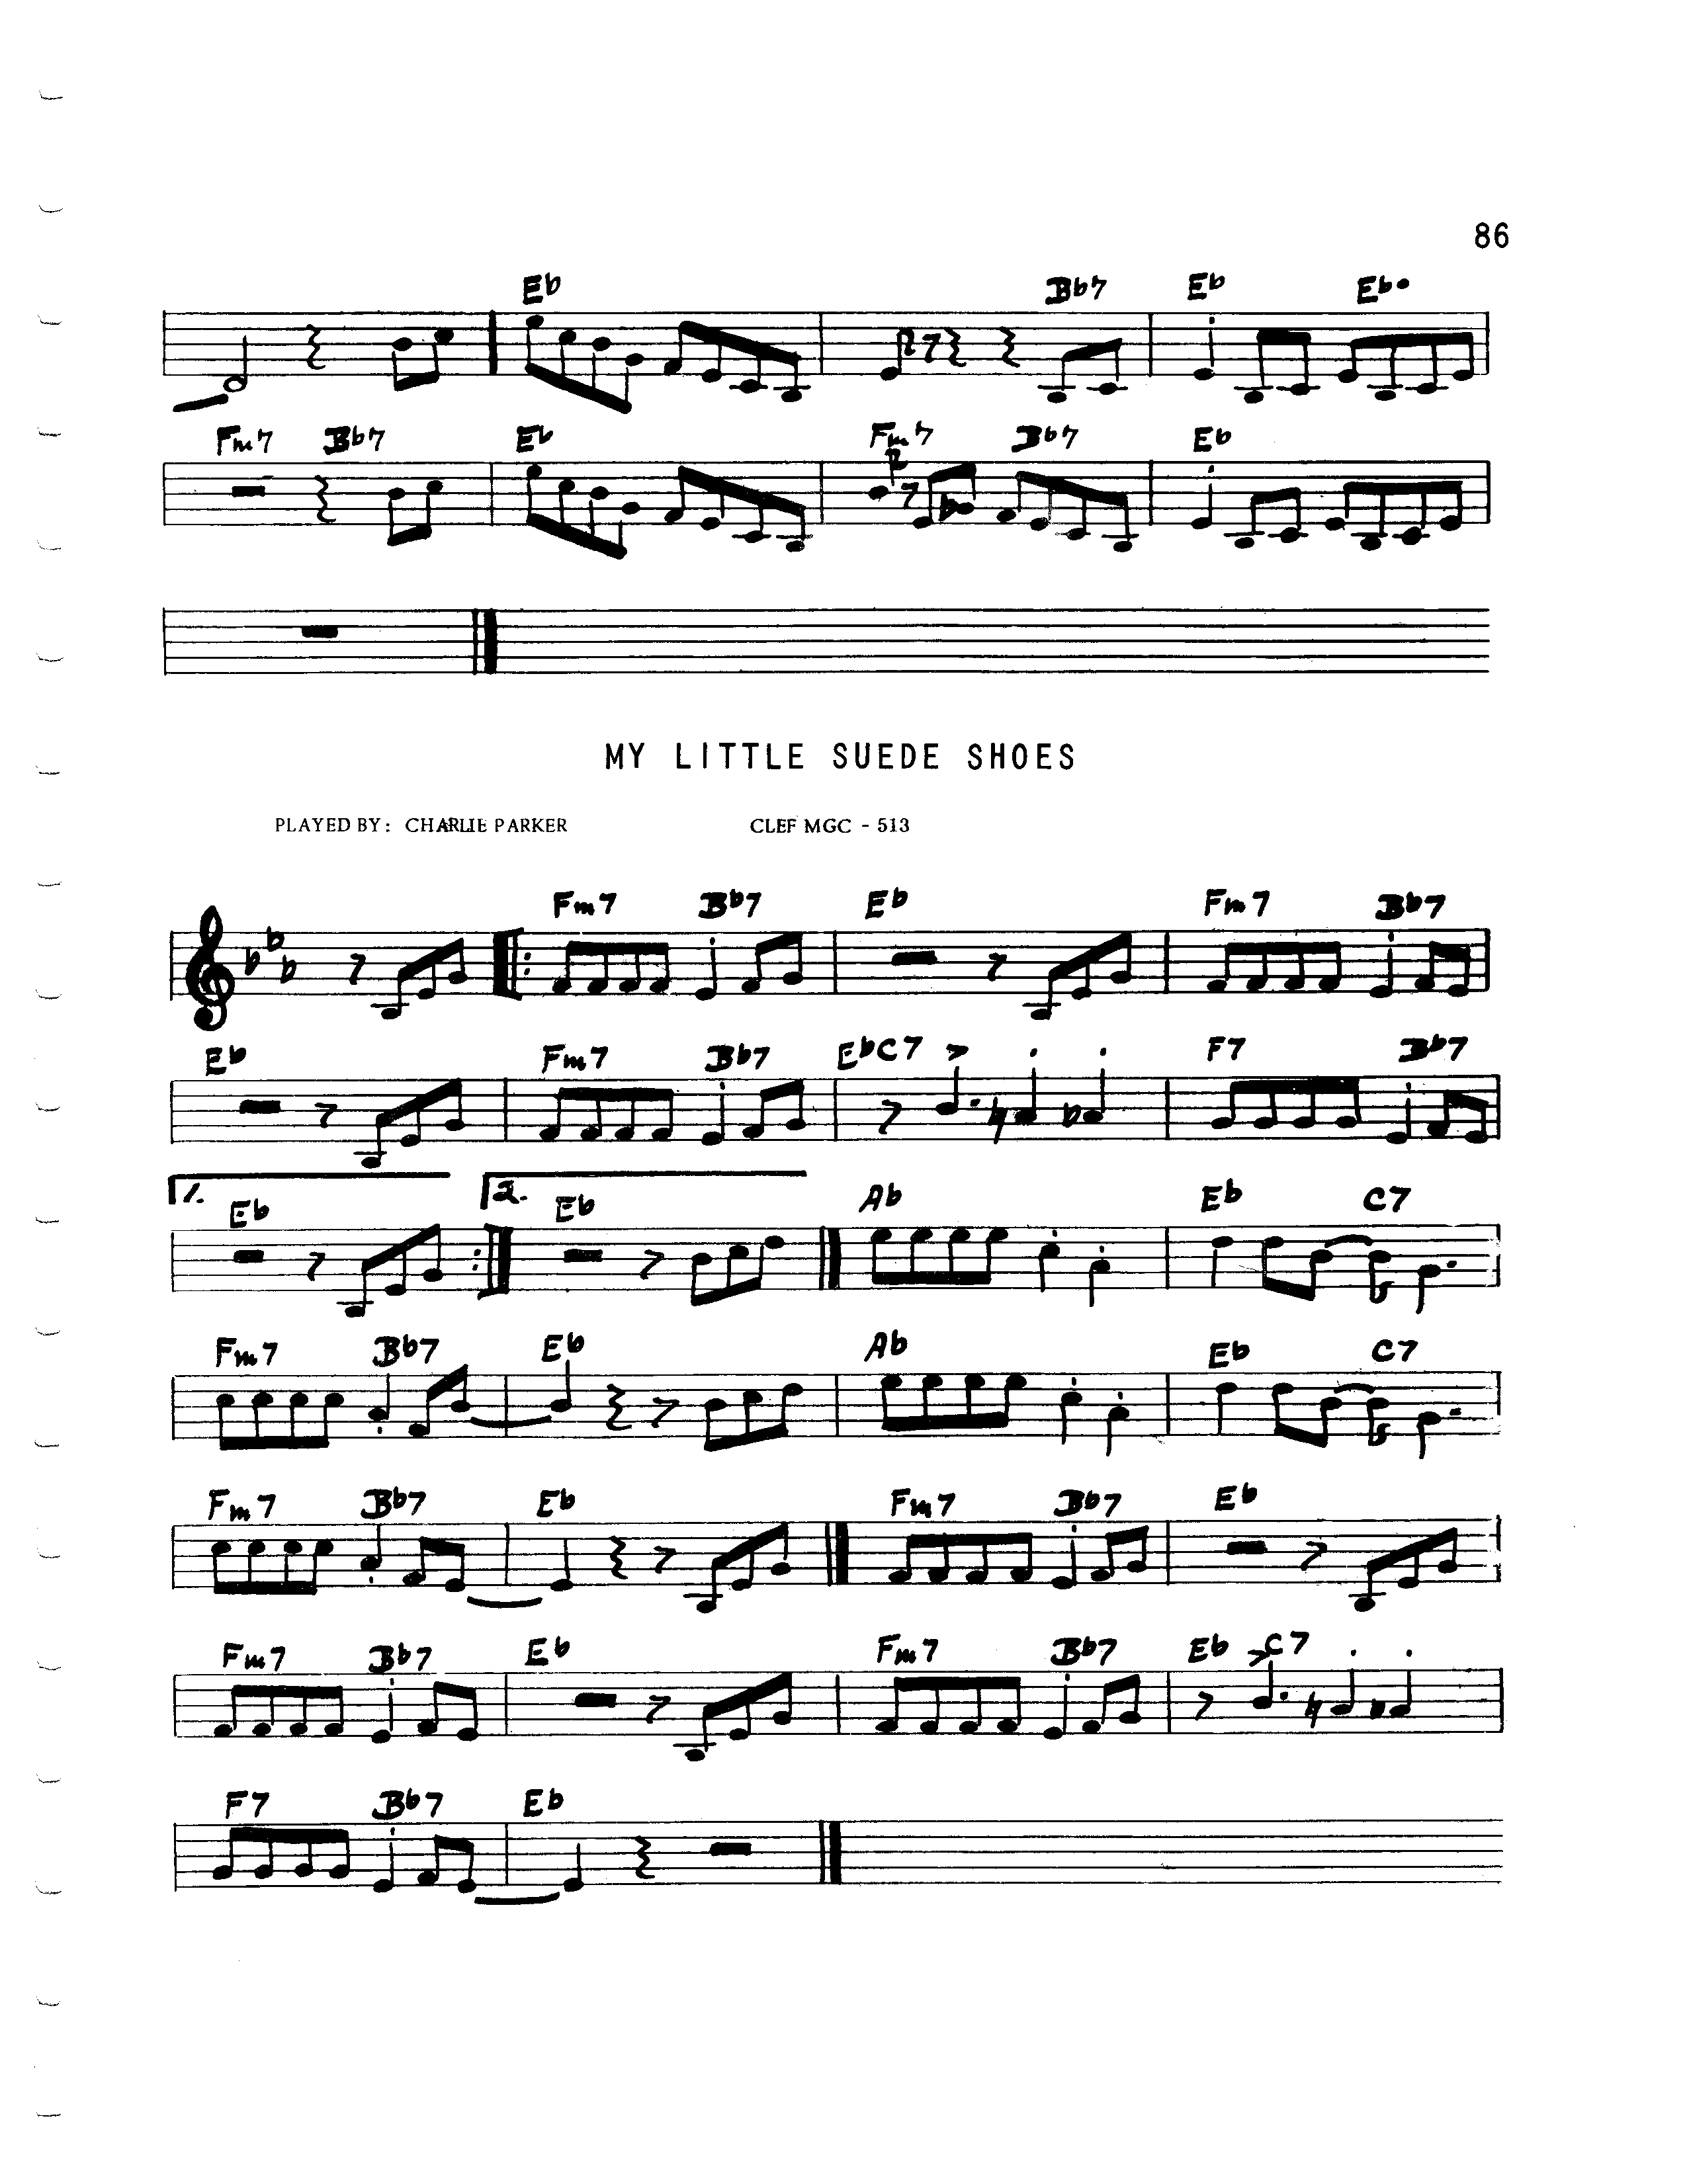 86
Eb Bb7 Eb Ebo
Fm7 Bb7 Eb Fm7 Bb7 Eb
MY LITTLE SUEDE SHOES
PLAYED BY: CHARLIE PARKER CLEF MGC - 513
Fm7 Bb7 Eb Fm7 Bb7
Eb Fm7 Bb7 Eb C7 F7 Bb7
1. Eb 2. Eb Ab Eb C7
Fm7 Bb7 Eb Ab Eb C7
Fm7 Bb7 Eb Fm7 Bb7 Eb
Fm7 Bb7 Eb Fm7 Bb7 Eb C7
F7 Bb7 Eb